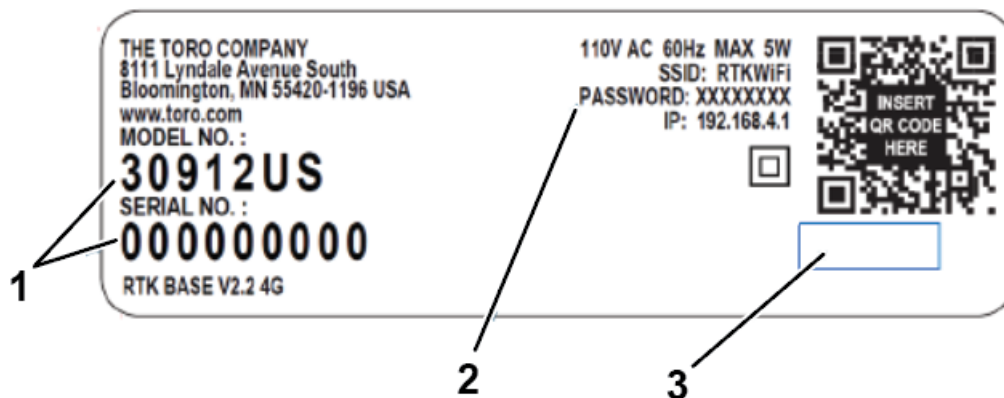 THE TORO COMPANY
8111 Lyndale Avenue South
Bloomington, MN 55420-1196 USA
www.toro.com
MODEL NO. :
30912US
SERIAL NO. :
000000000
RTK BASE V2.2 4G
110V AC 60Hz MAX 5W
SSID: RTKWiFi
PASSWORD: XXXXXXXX
IP: 192.168.4.1
INSERT
QR CODE
HERE
1
2
3